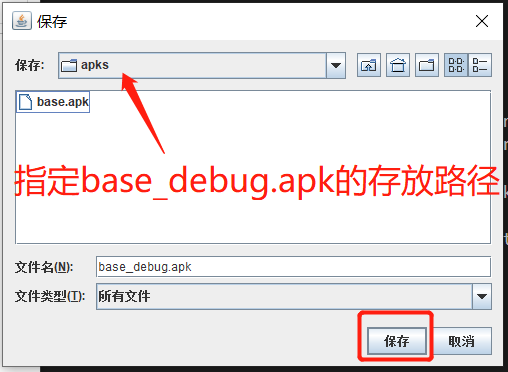 保存
保存:
apks
base.apk
指定base_debug.apk的存放路径
文件名(N):
base_debug.apk
文件类型(T):
所有文件
保存
取消